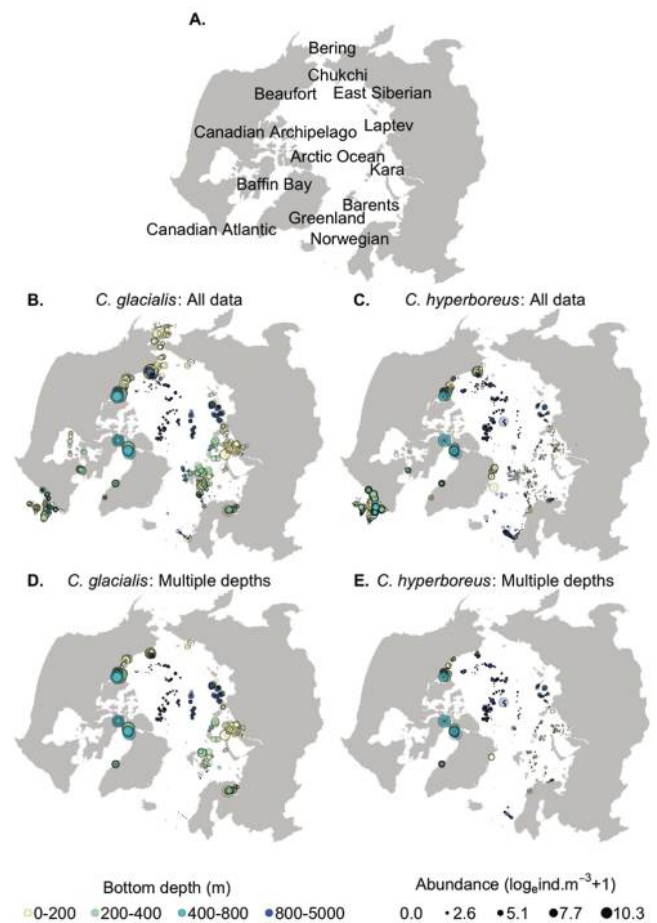 A.
Bering
Chukchi
Beaufort East Siberian
Canadian Archipelago Laptev
Arctic Ocean
Kara
Baffin Bay
Barents
Greenland
Canadian Atlantic
Norwegian
B. C. glacialis: All data
C. C. hyperboreus: All data
D. C. glacialis: Multiple depths
E. C. hyperboreus: Multiple depths
Bottom depth (m)
0-200 200-400 400-800 800-5000
Abundance (logₑind.m⁻³+1)
0.0 2.6 5.1 7.7 10.3